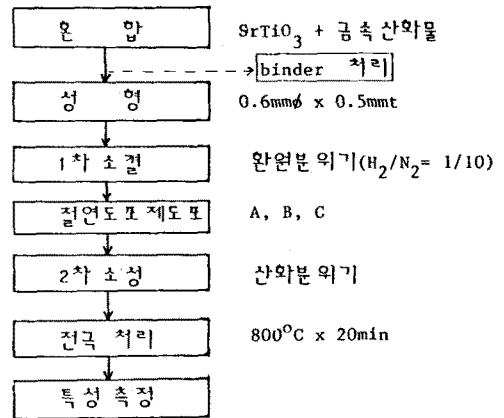 혼 합 SrTiO3 + 금속 산화물
binder 처리
성 형 0.6mmø x 0.5mmt
1차 소결 환원분위기(H2/N2= 1/10)
절연도포제도포 A, B, C
2차 소성 산화분위기
전극 처리 800°C x 20min
특성 측정